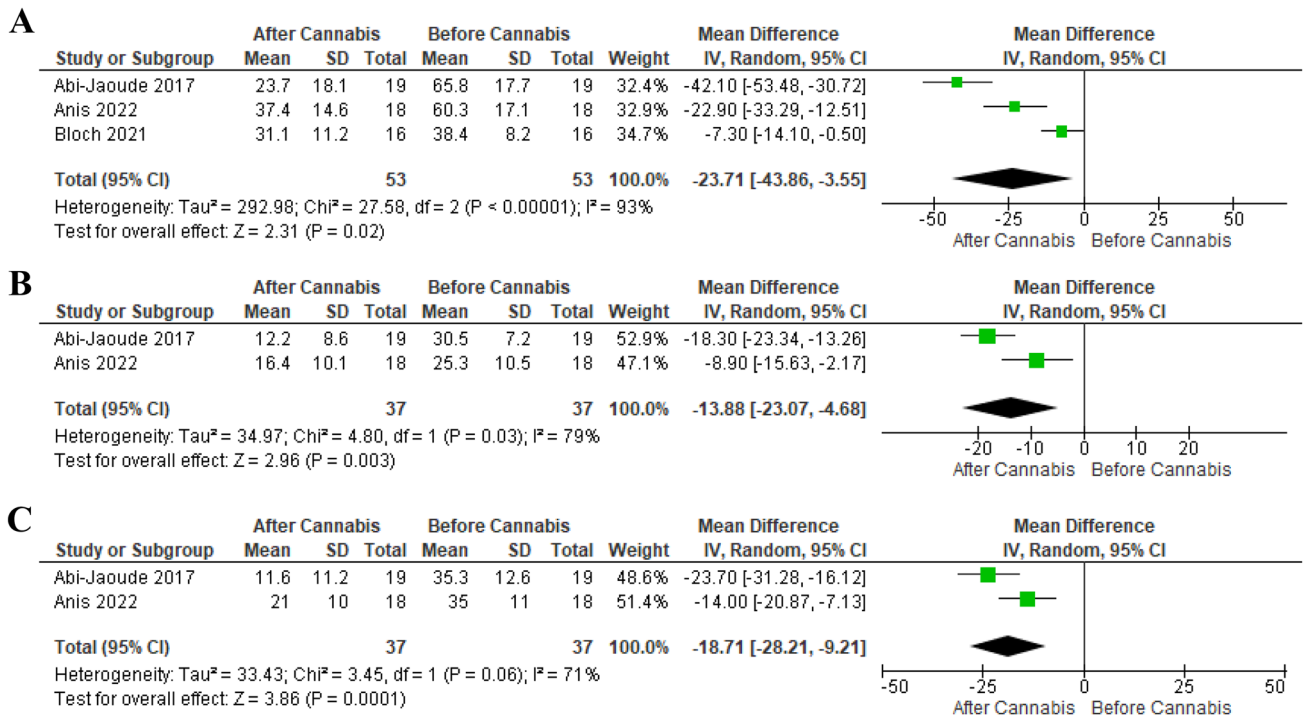 A
After Cannabis Before Cannabis Mean Difference Mean Difference
Study or Subgroup Mean SD Total Mean SD Total Weight IV, Random, 95% CI IV, Random, 95% CI
Abi-Jaoude 2017 23.7 18.1 19 65.8 17.7 19 32.4% -42.10 [-53.48, -30.72]
Anis 2022 37.4 14.6 18 60.3 17.1 18 32.9% -22.90 [-33.29, -12.51]
Bloch 2021 31.1 11.2 16 38.4 8.2 16 34.7% -7.30 [-14.10, -0.50]
Total (95% CI) 53 53 100.0% -23.71 [-43.86, -3.55]
Heterogeneity: Tau² = 292.98; Chi² = 27.58, df = 2 (P < 0.00001); I² = 93%
Test for overall effect: Z = 2.31 (P = 0.02)
-50 -25 0 25 50
After Cannabis Before Cannabis
B
After Cannabis Before Cannabis Mean Difference Mean Difference
Study or Subgroup Mean SD Total Mean SD Total Weight IV, Random, 95% CI IV, Random, 95% CI
Abi-Jaoude 2017 12.2 8.6 19 30.5 7.2 19 52.9% -18.30 [-23.34, -13.26]
Anis 2022 16.4 10.1 18 25.3 10.5 18 47.1% -8.90 [-15.63, -2.17]
Total (95% CI) 37 37 100.0% -13.88 [-23.07, -4.68]
Heterogeneity: Tau² = 34.97; Chi² = 4.80, df = 1 (P = 0.03); I² = 79%
Test for overall effect: Z = 2.96 (P = 0.003)
-20 -10 0 10 20
After Cannabis Before Cannabis
C
After Cannabis Before Cannabis Mean Difference Mean Difference
Study or Subgroup Mean SD Total Mean SD Total Weight IV, Random, 95% CI IV, Random, 95% CI
Abi-Jaoude 2017 11.6 11.2 19 35.3 12.6 19 48.6% -23.70 [-31.28, -16.12]
Anis 2022 21 10 18 35 11 18 51.4% -14.00 [-20.87, -7.13]
Total (95% CI) 37 37 100.0% -18.71 [-28.21, -9.21]
Heterogeneity: Tau² = 33.43; Chi² = 3.45, df = 1 (P = 0.06); I² = 71%
Test for overall effect: Z = 3.86 (P = 0.0001)
-50 -25 0 25 50
After Cannabis Before Cannabis